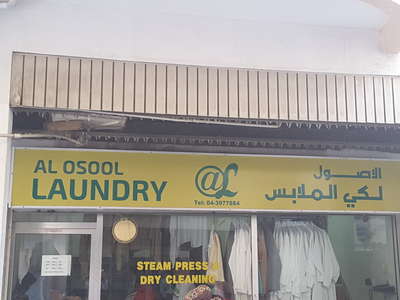 AL OSOOL
LAUNDRY
@L
Tel: 04-3977884
الاصول
لكي الملابس
STEAM PRESS &
DRY CLEANING